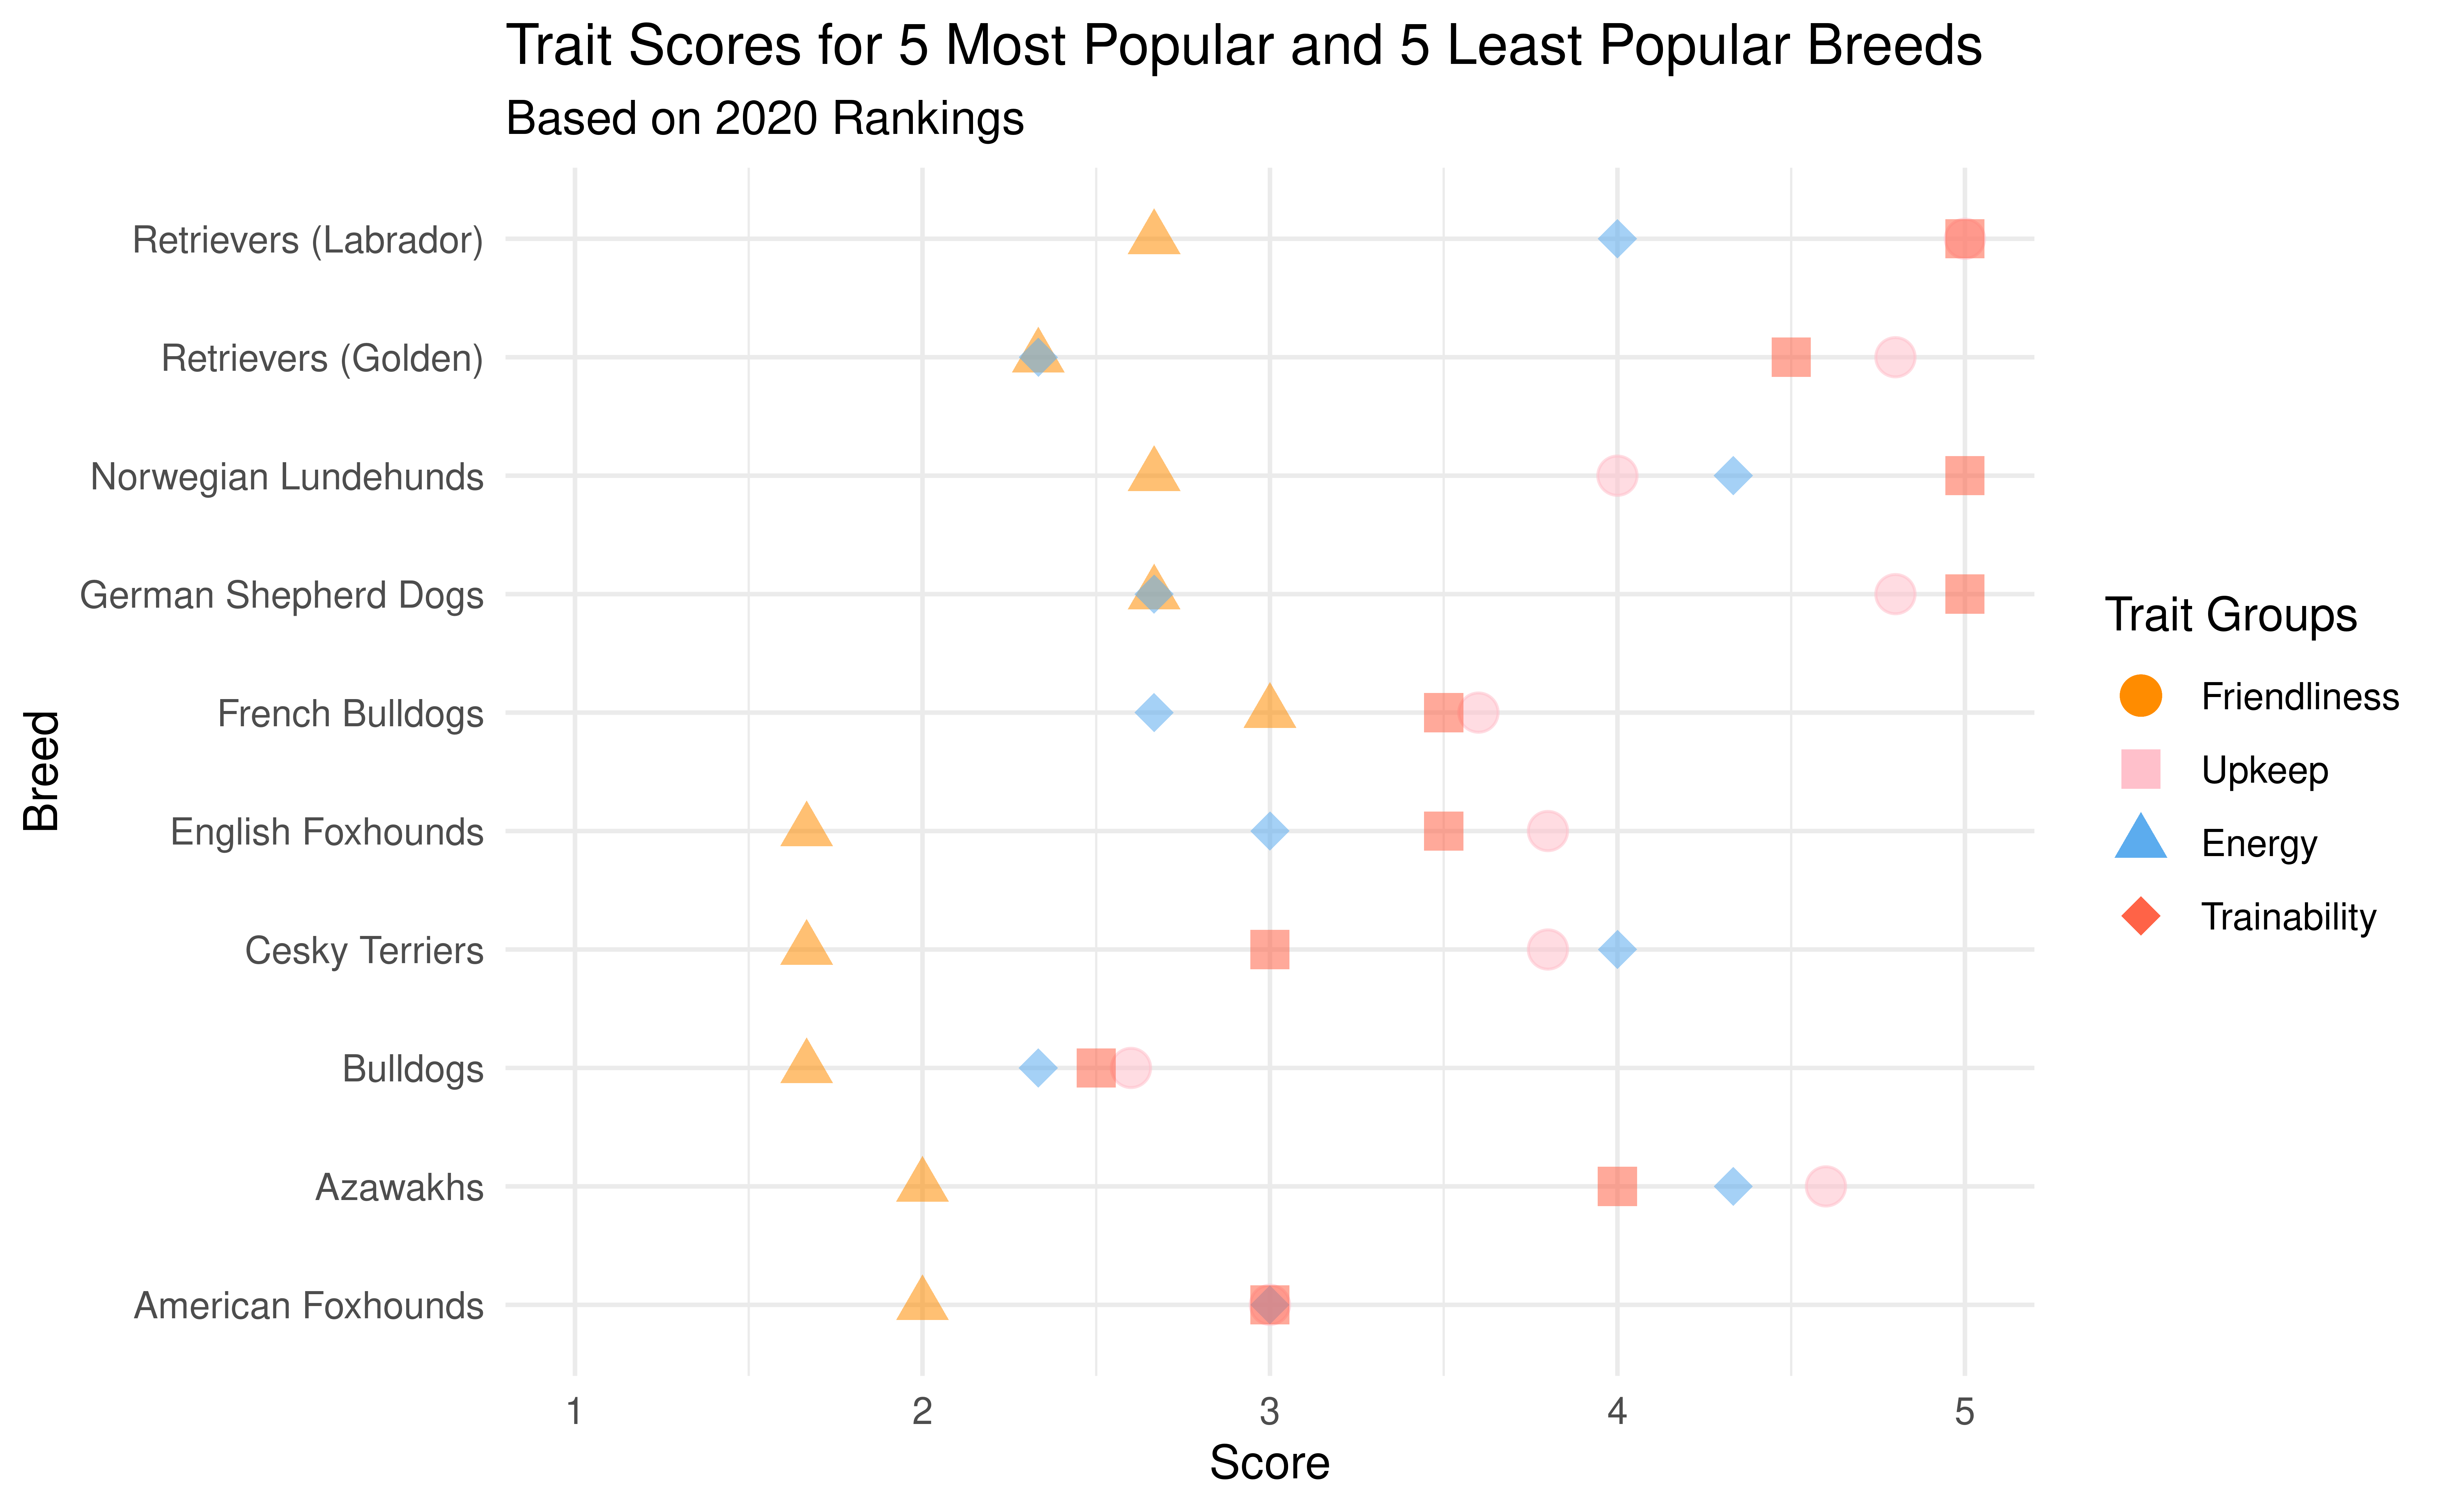 Trait Scores for 5 Most Popular and 5 Least Popular Breeds
Based on 2020 Rankings
Breed
Retrievers (Labrador)
Retrievers (Golden)
Norwegian Lundehunds
German Shepherd Dogs
French Bulldogs
English Foxhounds
Cesky Terriers
Bulldogs
Azawakhs
American Foxhounds
1 2 3 4 5
Score
Trait Groups
Friendliness
Upkeep
Energy
Trainability